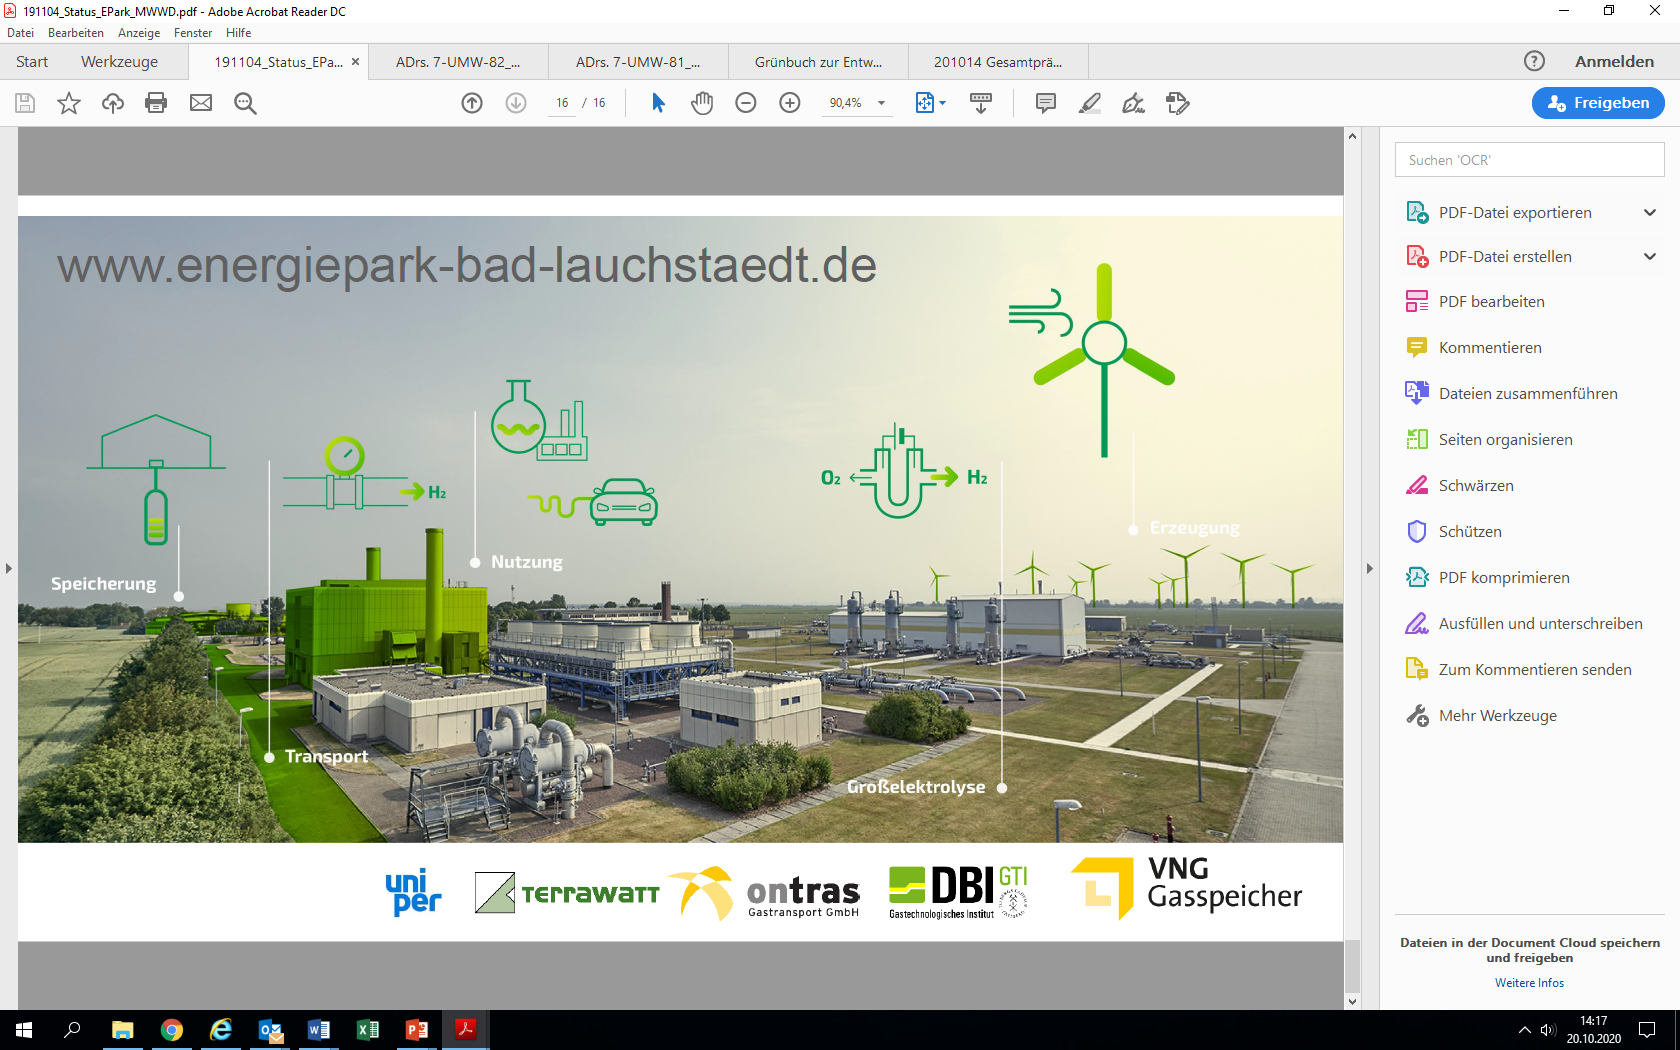 191104_Status_EPark_MWWD.pdf - Adobe Acrobat Reader DC
Datei Bearbeiten Anzeige Fenster Hilfe
Start Werkzeuge 191104_Status_EPa... × ADrs. 7-UMW-82_... ADrs. 7-UMW-81_... Grünbuch zur Entw... 201014 Gesamtprä... Anmelden
16 / 16 90,4% Freigeben
Suchen 'OCR'
PDF-Datei exportieren
PDF-Datei erstellen
PDF bearbeiten
Kommentieren
Dateien zusammenführen
Seiten organisieren
Schwärzen
Schützen
PDF komprimieren
Ausfüllen und unterschreiben
Zum Kommentieren senden
Mehr Werkzeuge
Dateien in der Document Cloud speichern
und freigeben
Weitere Infos
www.energiepark-bad-lauchstaedt.de
H₂
O₂ H₂
Erzeugung
Nutzung
Speicherung
Transport
Großelektrolyse
uni
per
TERRAWATT
ontras
Gastransport GmbH
DBI GTI
Gastechnologisches Institut
VNG
Gasspeicher
14:17
20.10.2020